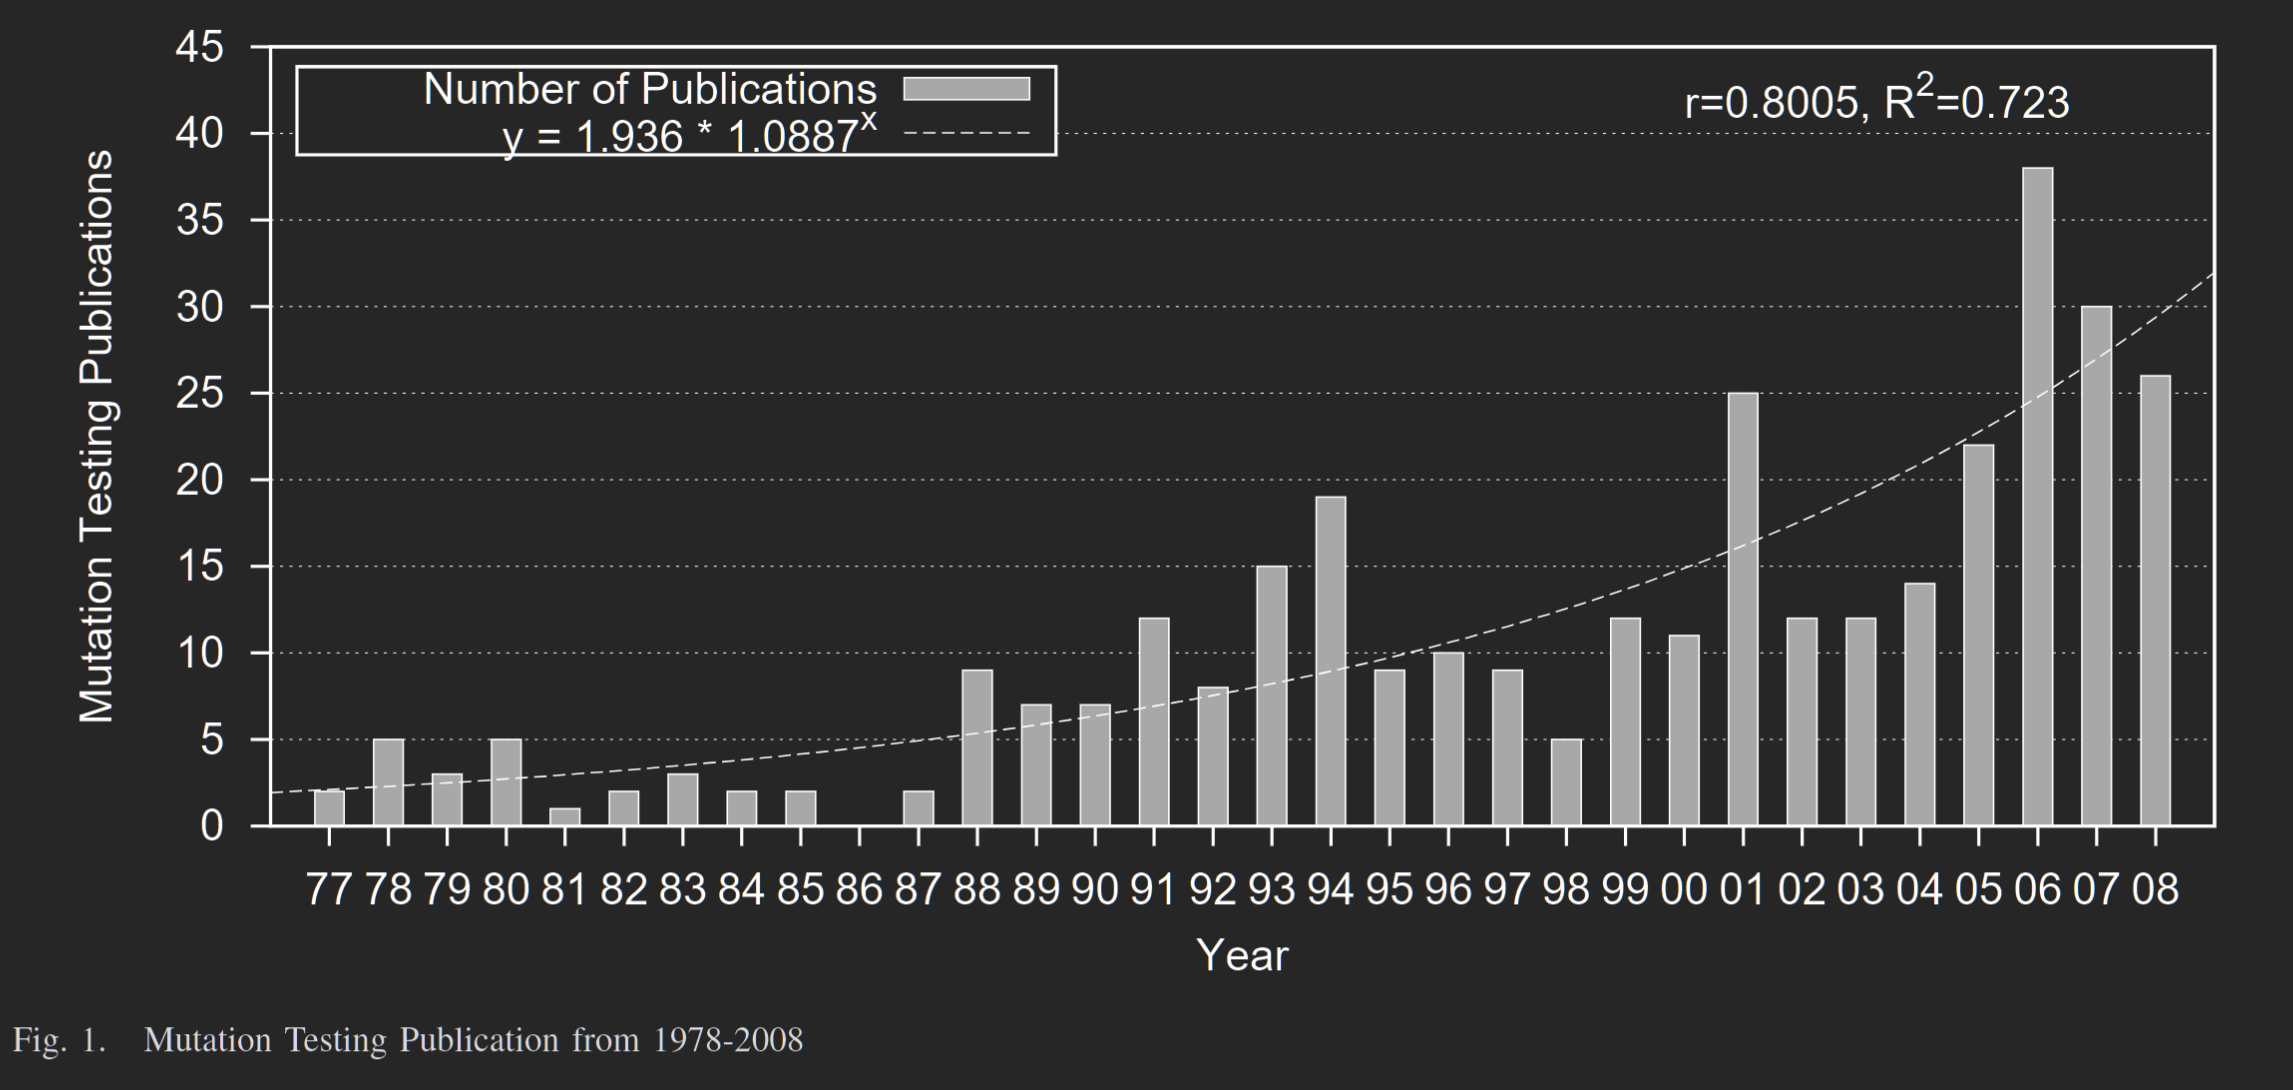 45
40
35
30
25
20
15
10
5
0
Mutation Testing Publications
Number of Publications
y = 1.936 * 1.0887^x
r=0.8005, R²=0.723
77 78 79 80 81 82 83 84 85 86 87 88 89 90 91 92 93 94 95 96 97 98 99 00 01 02 03 04 05 06 07 08
Year
Fig. 1. Mutation Testing Publication from 1978-2008